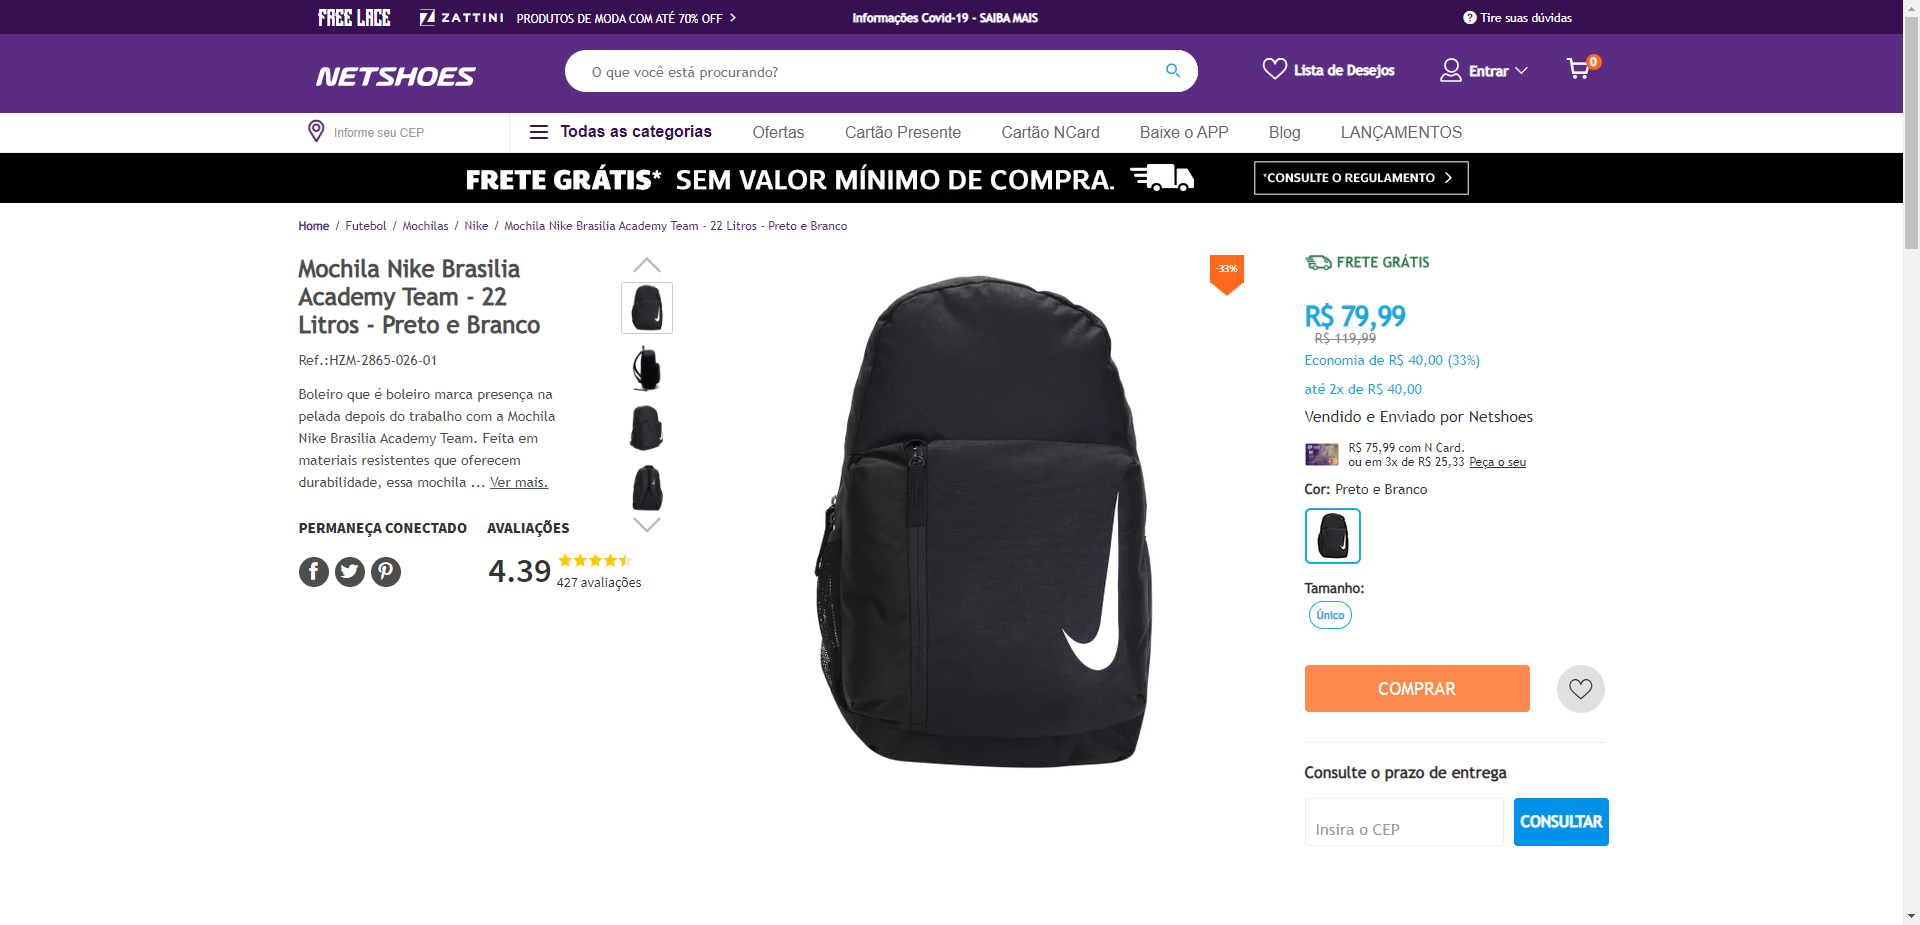 FREE LACE
ZATTINI PRODUTOS DE MODA COM ATÉ 70% OFF
Informações Covid-19 - SAIBA MAIS
Tire suas dúvidas
NETSHOES
O que você está procurando?
Lista de Desejos
Entrar
0
Informe seu CEP
Todas as categorias
Ofertas
Cartão Presente
Cartão NCard
Baixe o APP
Blog
LANÇAMENTOS
FRETE GRÁTIS* SEM VALOR MÍNIMO DE COMPRA.
*CONSULTE O REGULAMENTO
Home / Futebol / Mochilas / Nike / Mochila Nike Brasilia Academy Team - 22 Litros - Preto e Branco
Mochila Nike Brasilia
Academy Team - 22
Litros - Preto e Branco
Ref.:HZM-2865-026-01
Boleiro que é boleiro marca presença na
pelada depois do trabalho com a Mochila
Nike Brasilia Academy Team. Feita em
materiais resistentes que oferecem
durabilidade, essa mochila ... Ver mais.
PERMANEÇA CONECTADO
AVALIAÇÕES
4.39
427 avaliações
-33%
FRETE GRÁTIS
R$ 79,99
R$ 119,99
Economia de R$ 40,00 (33%)
até 2x de R$ 40,00
Vendido e Enviado por Netshoes
R$ 75,99 com N Card.
ou em 3x de R$ 25,33 Peça o seu
Cor: Preto e Branco
Tamanho:
Único
COMPRAR
Consulte o prazo de entrega
Insira o CEP
CONSULTAR